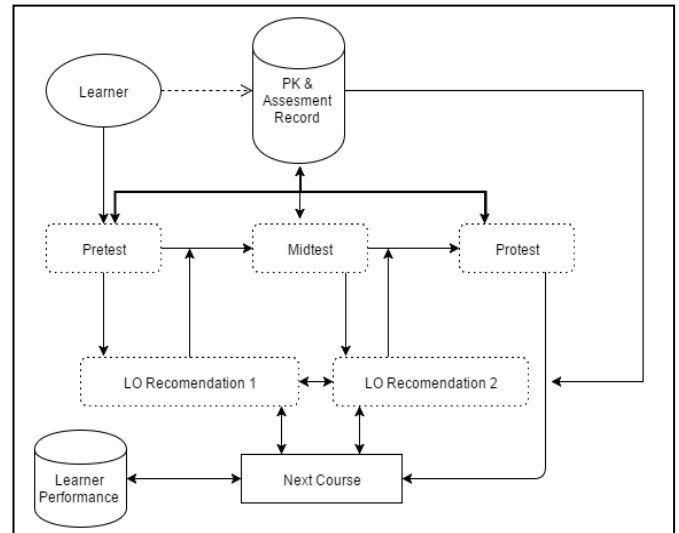 PK &
Assesment
Record
Learner
Pretest
Midtest
Protest
LO Recomendation 1
LO Recomendation 2
Learner
Performance
Next Course